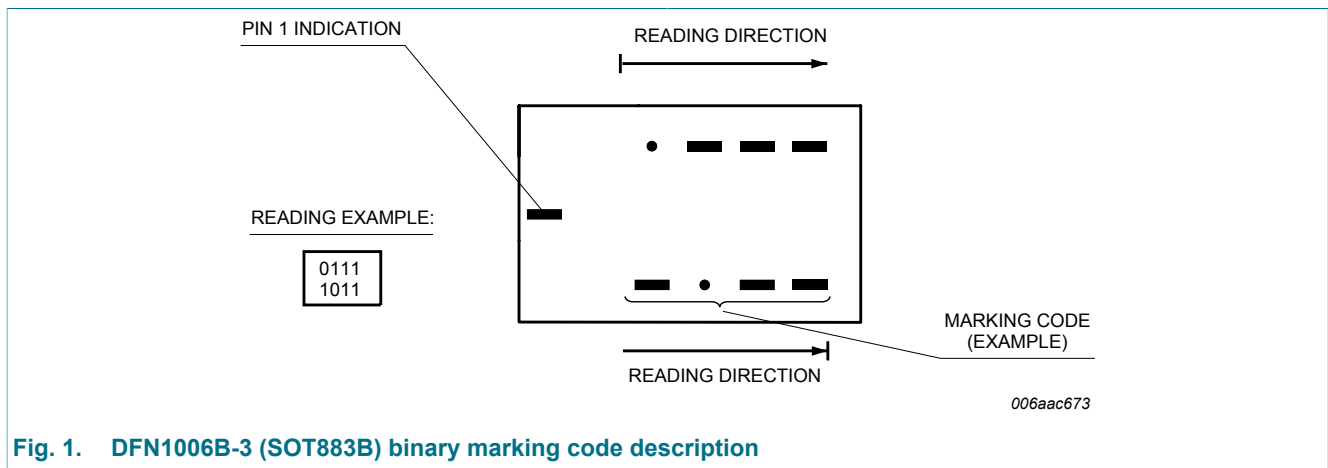 PIN 1 INDICATION
READING DIRECTION
READING EXAMPLE:
0111
1011
MARKING CODE
(EXAMPLE)
READING DIRECTION
006aac673
Fig. 1. DFN1006B-3 (SOT883B) binary marking code description